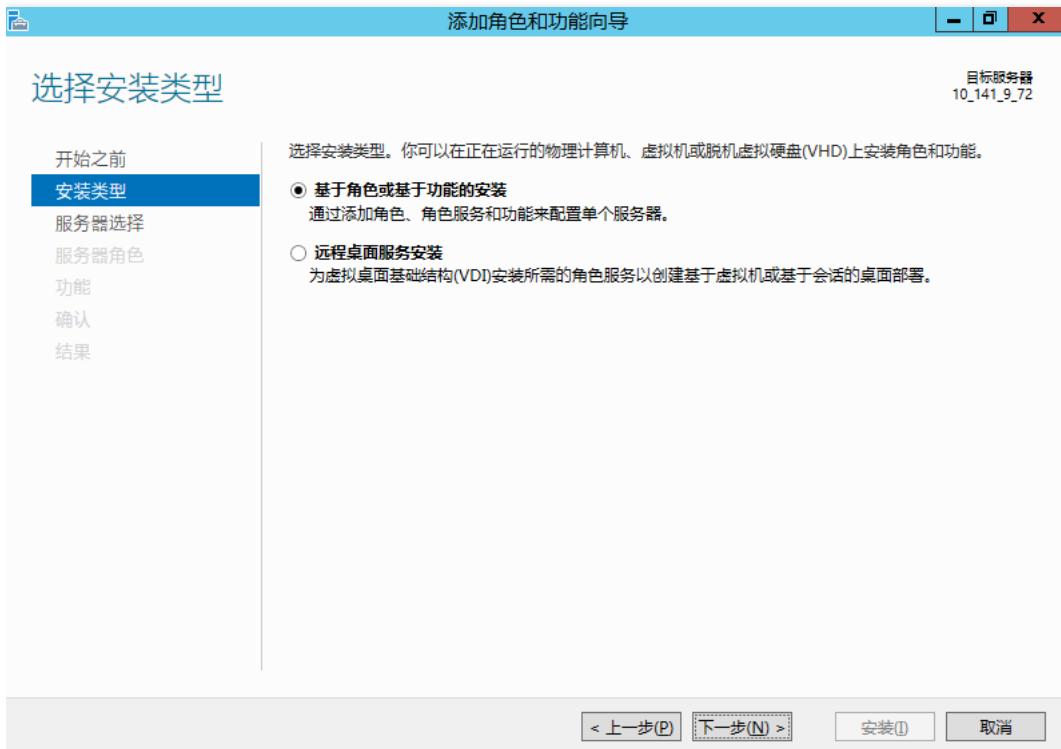 添加角色和功能向导
选择安装类型
目标服务器
10_141_9_72
开始之前
安装类型
服务器选择
服务器角色
功能
确认
结果
选择安装类型。你可以在正在运行的物理计算机、虚拟机或脱机虚拟硬盘(VHD)上安装角色和功能。
基于角色或基于功能的安装
通过添加角色、角色服务和功能来配置单个服务器。
远程桌面服务安装
为虚拟桌面基础结构(VDI)安装所需的角色服务以创建基于虚拟机或基于会话的桌面部署。
< 上一步(P)
下一步(N) >
安装(I)
取消